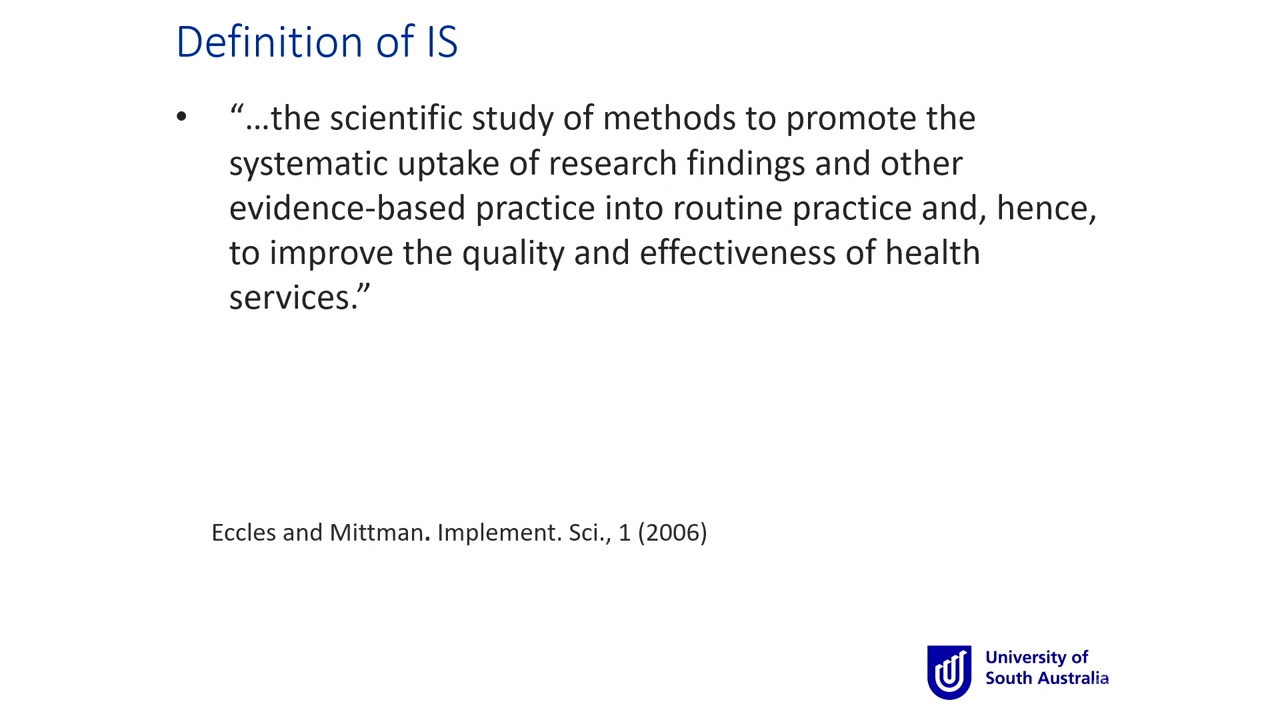 Definition of IS
• “…the scientific study of methods to promote the
systematic uptake of research findings and other
evidence-based practice into routine practice and, hence,
to improve the quality and effectiveness of health
services.”
Eccles and Mittman. Implement. Sci., 1 (2006)
University of
South Australia